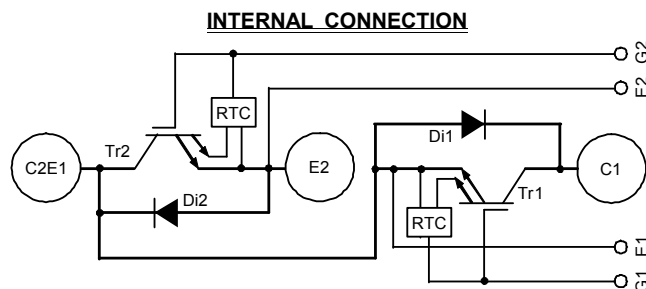 INTERNAL CONNECTION
G2
E2
RTC
Di1
Tr2
C2E1
E2
C1
Di2
Tr1
RTC
E1
G1